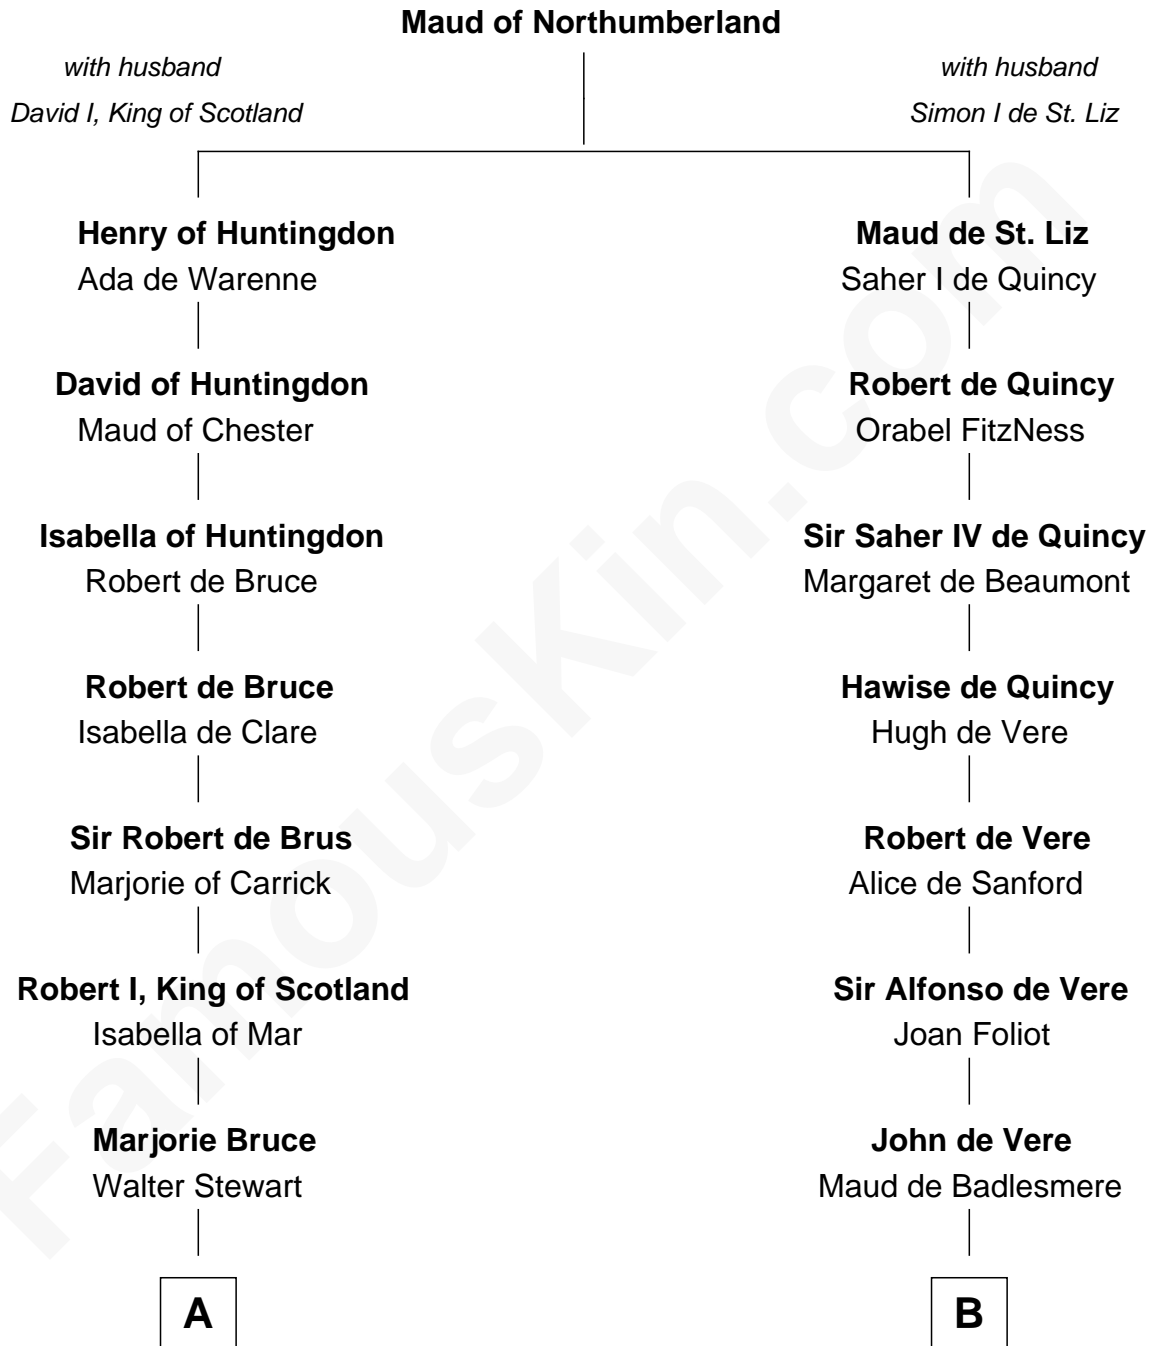 Maud of Northumberland
with husband
David I, King of Scotland
with husband
Simon I de St. Liz
Henry of Huntingdon
Ada de Warenne
Maud de St. Liz
Saher I de Quincy
David of Huntingdon
Maud of Chester
Robert de Quincy
Orabel FitzNess
Isabella of Huntingdon
Robert de Bruce
Sir Saher IV de Quincy
Margaret de Beaumont
Robert de Bruce
Isabella de Clare
Hawise de Quincy
Hugh de Vere
Sir Robert de Brus
Marjorie of Carrick
Robert de Vere
Alice de Sanford
Robert I, King of Scotland
Isabella of Mar
Sir Alfonso de Vere
Joan Foliot
Marjorie Bruce
Walter Stewart
John de Vere
Maud de Badlesmere
A
B
FamousKin.com